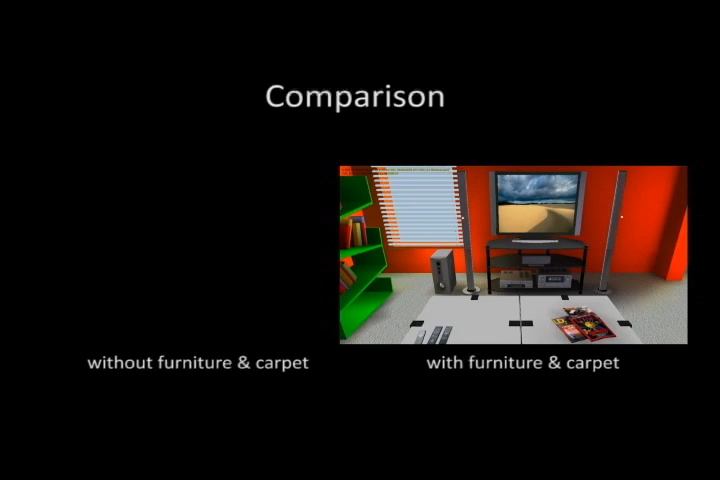 Comparison
without furniture & carpet
with furniture & carpet